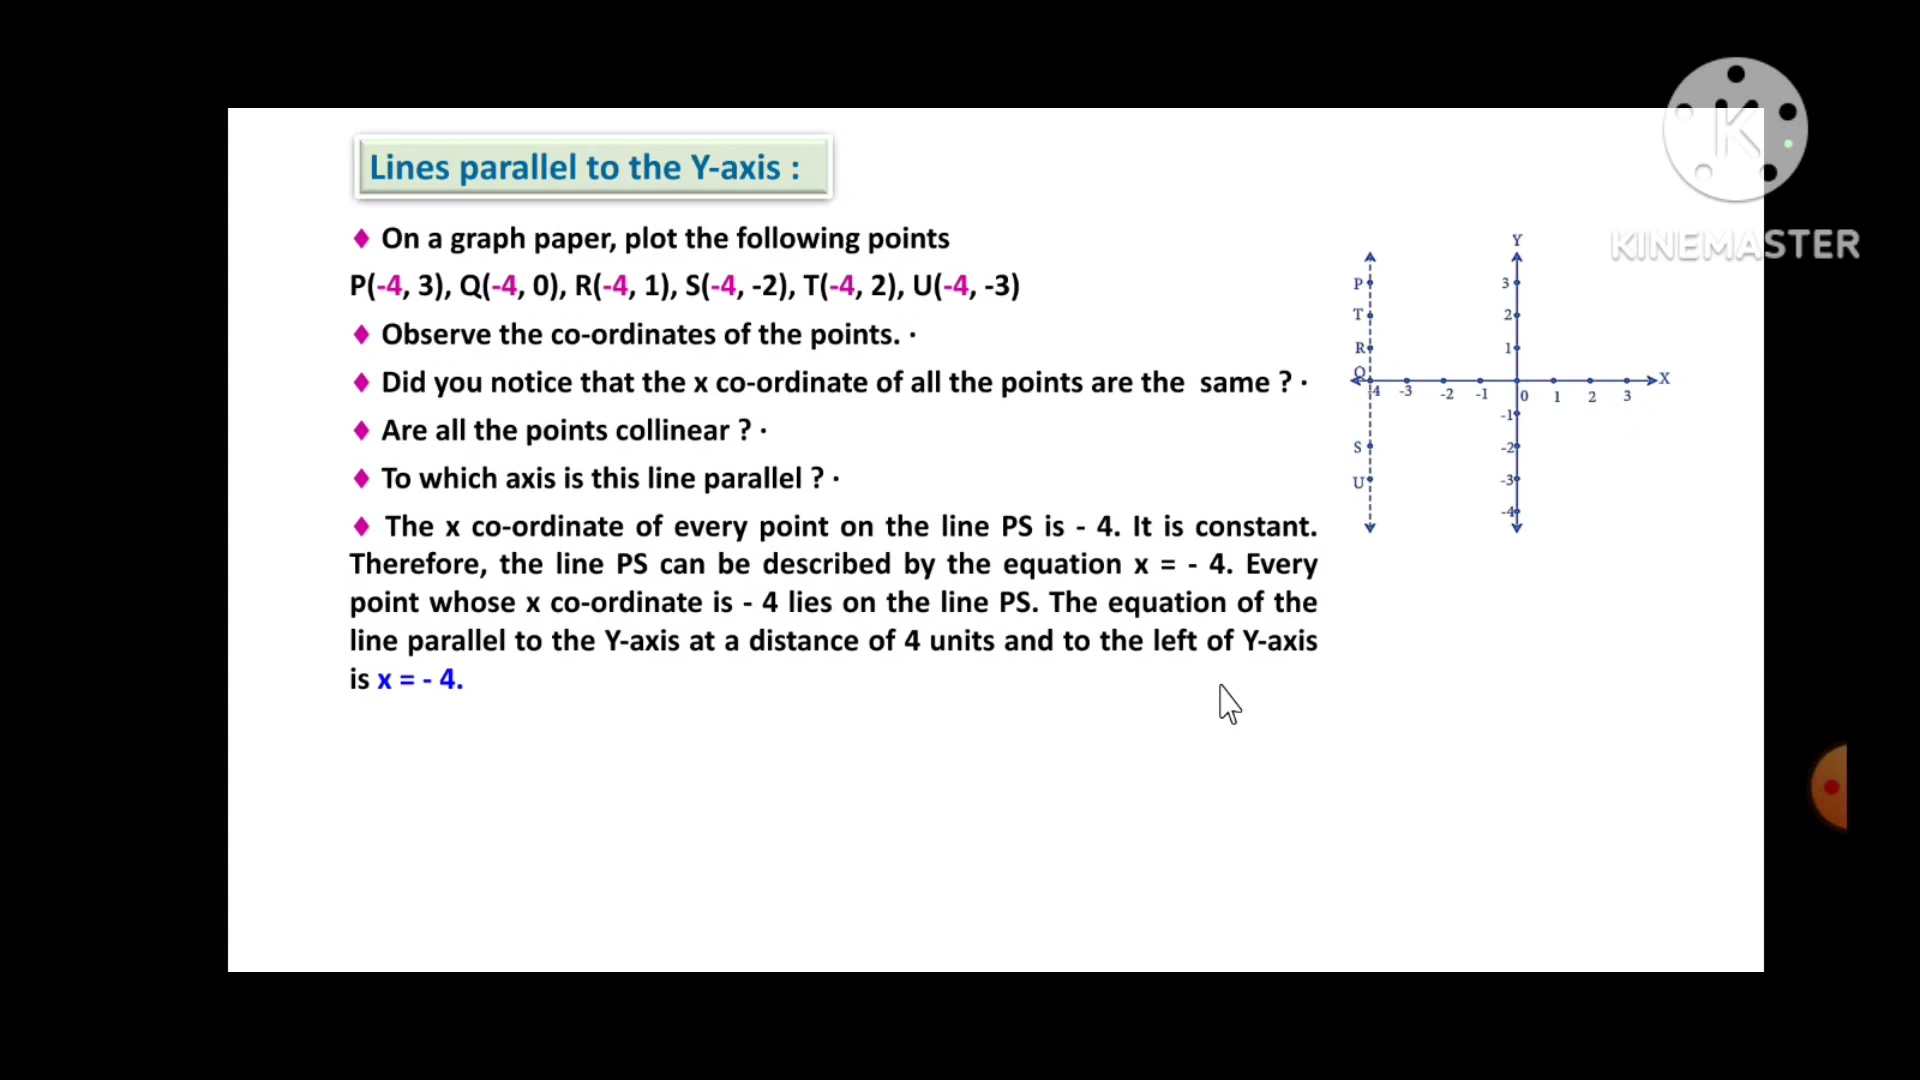 Lines parallel to the Y-axis :
♦ On a graph paper, plot the following points
P(-4, 3), Q(-4, 0), R(-4, 1), S(-4, -2), T(-4, 2), U(-4, -3)
♦ Observe the co-ordinates of the points. ·
♦ Did you notice that the x co-ordinate of all the points are the same ? ·
♦ Are all the points collinear ? ·
♦ To which axis is this line parallel ? ·
♦ The x co-ordinate of every point on the line PS is - 4. It is constant.
Therefore, the line PS can be described by the equation x = - 4. Every
point whose x co-ordinate is - 4 lies on the line PS. The equation of the
line parallel to the Y-axis at a distance of 4 units and to the left of Y-axis
is x = - 4.
K
KINEMASTER
Y
P 3
T 2
R 1
Q X
-4 -3 -2 -1 0 1 2 3
-1
S -2
U -3
-4